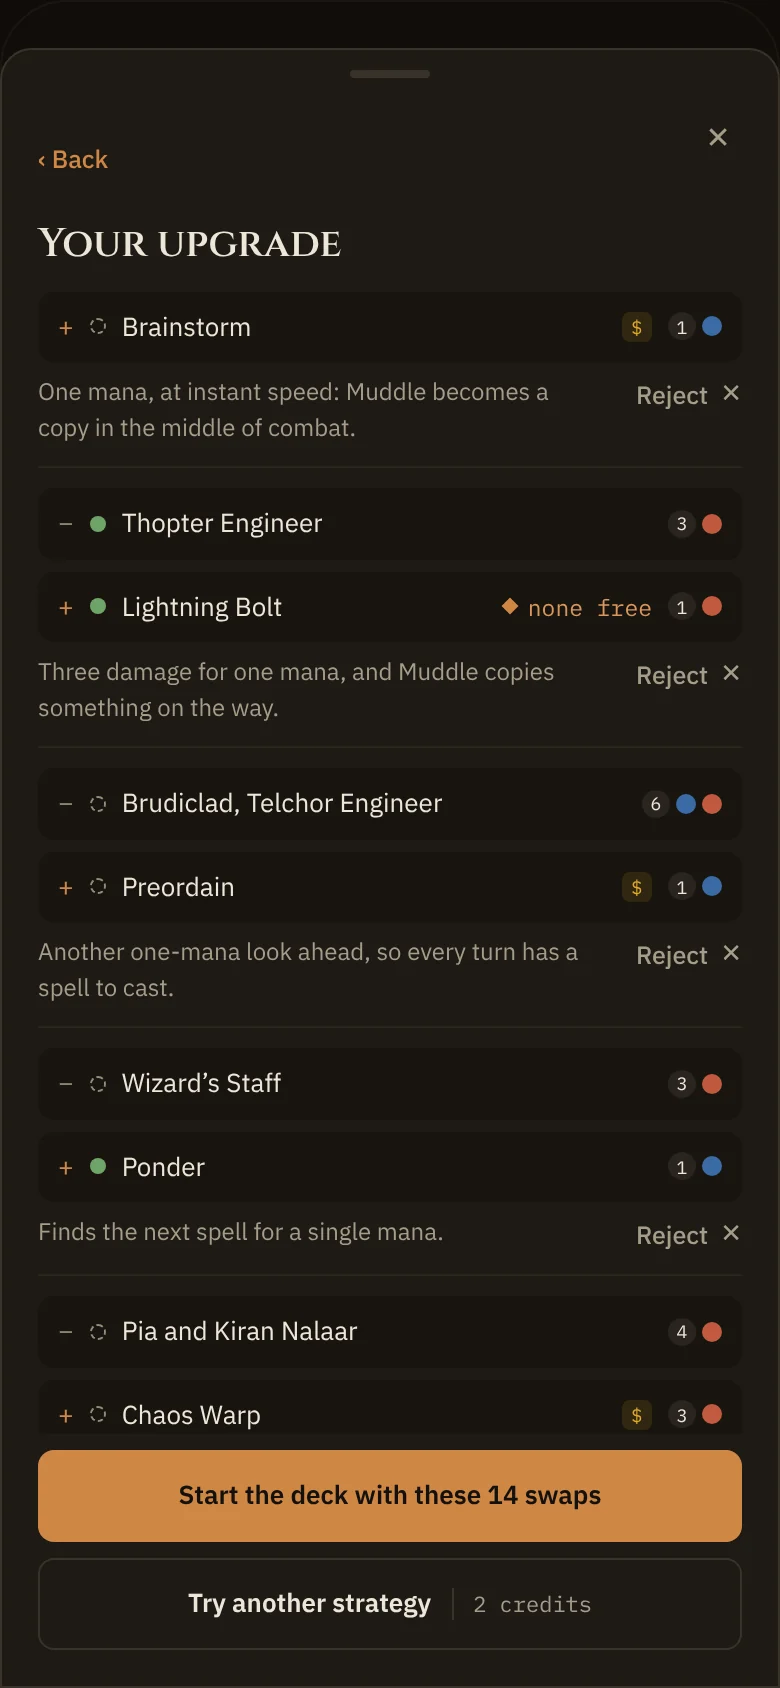 ‹ Back
✕
Your upgrade
+ Brainstorm $ 1
One mana, at instant speed: Muddle becomes a
copy in the middle of combat.
Reject ✕
− Thopter Engineer 3
+ Lightning Bolt ◆ none free 1
Three damage for one mana, and Muddle copies
something on the way.
Reject ✕
− Brudiclad, Telchor Engineer 6
+ Preordain $ 1
Another one-mana look ahead, so every turn has a
spell to cast.
Reject ✕
− Wizard’s Staff 3
+ Ponder 1
Finds the next spell for a single mana.
Reject ✕
− Pia and Kiran Nalaar 4
+ Chaos Warp $ 3
Start the deck with these 14 swaps
Try another strategy | 2 credits